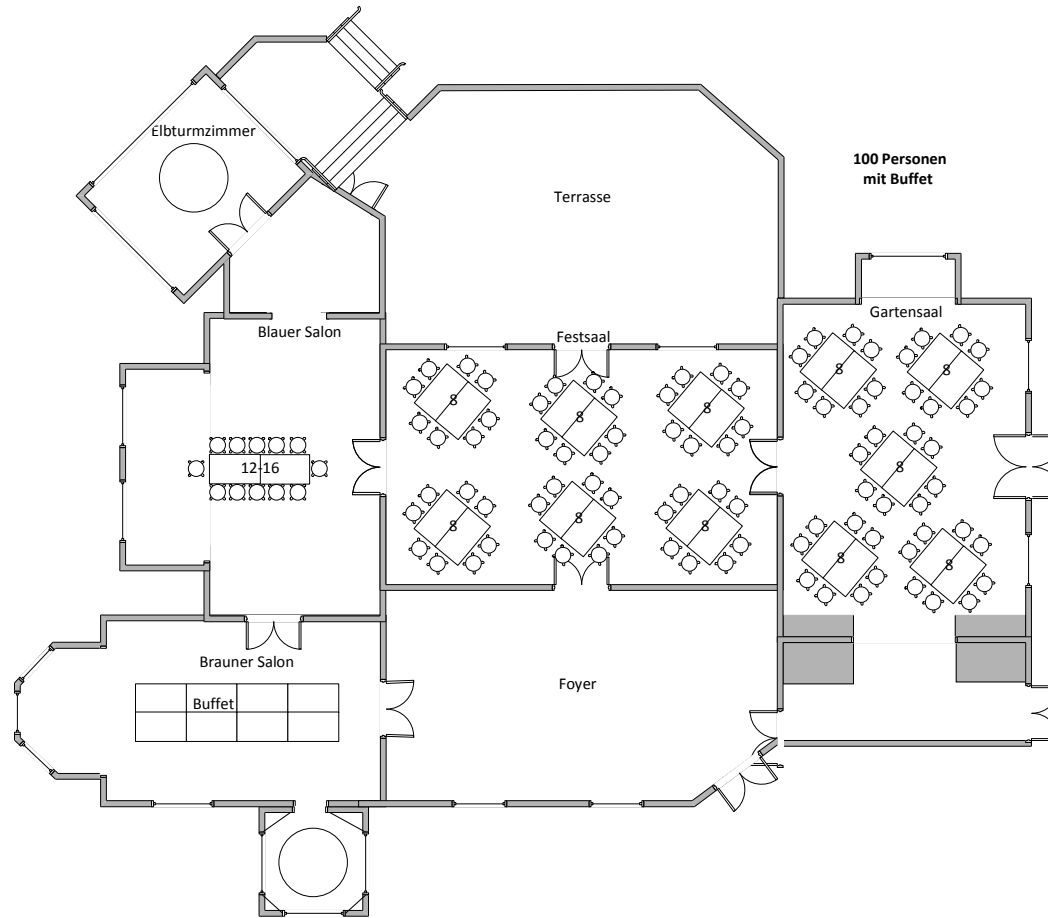 Elbturmzimmer
100 Personen
mit Buffet
Terrasse
Gartensaal
Blauer Salon
Festsaal
8
8
8
8
8
8
12-16
8
8
8
8
8
Brauner Salon
Foyer
Buffet